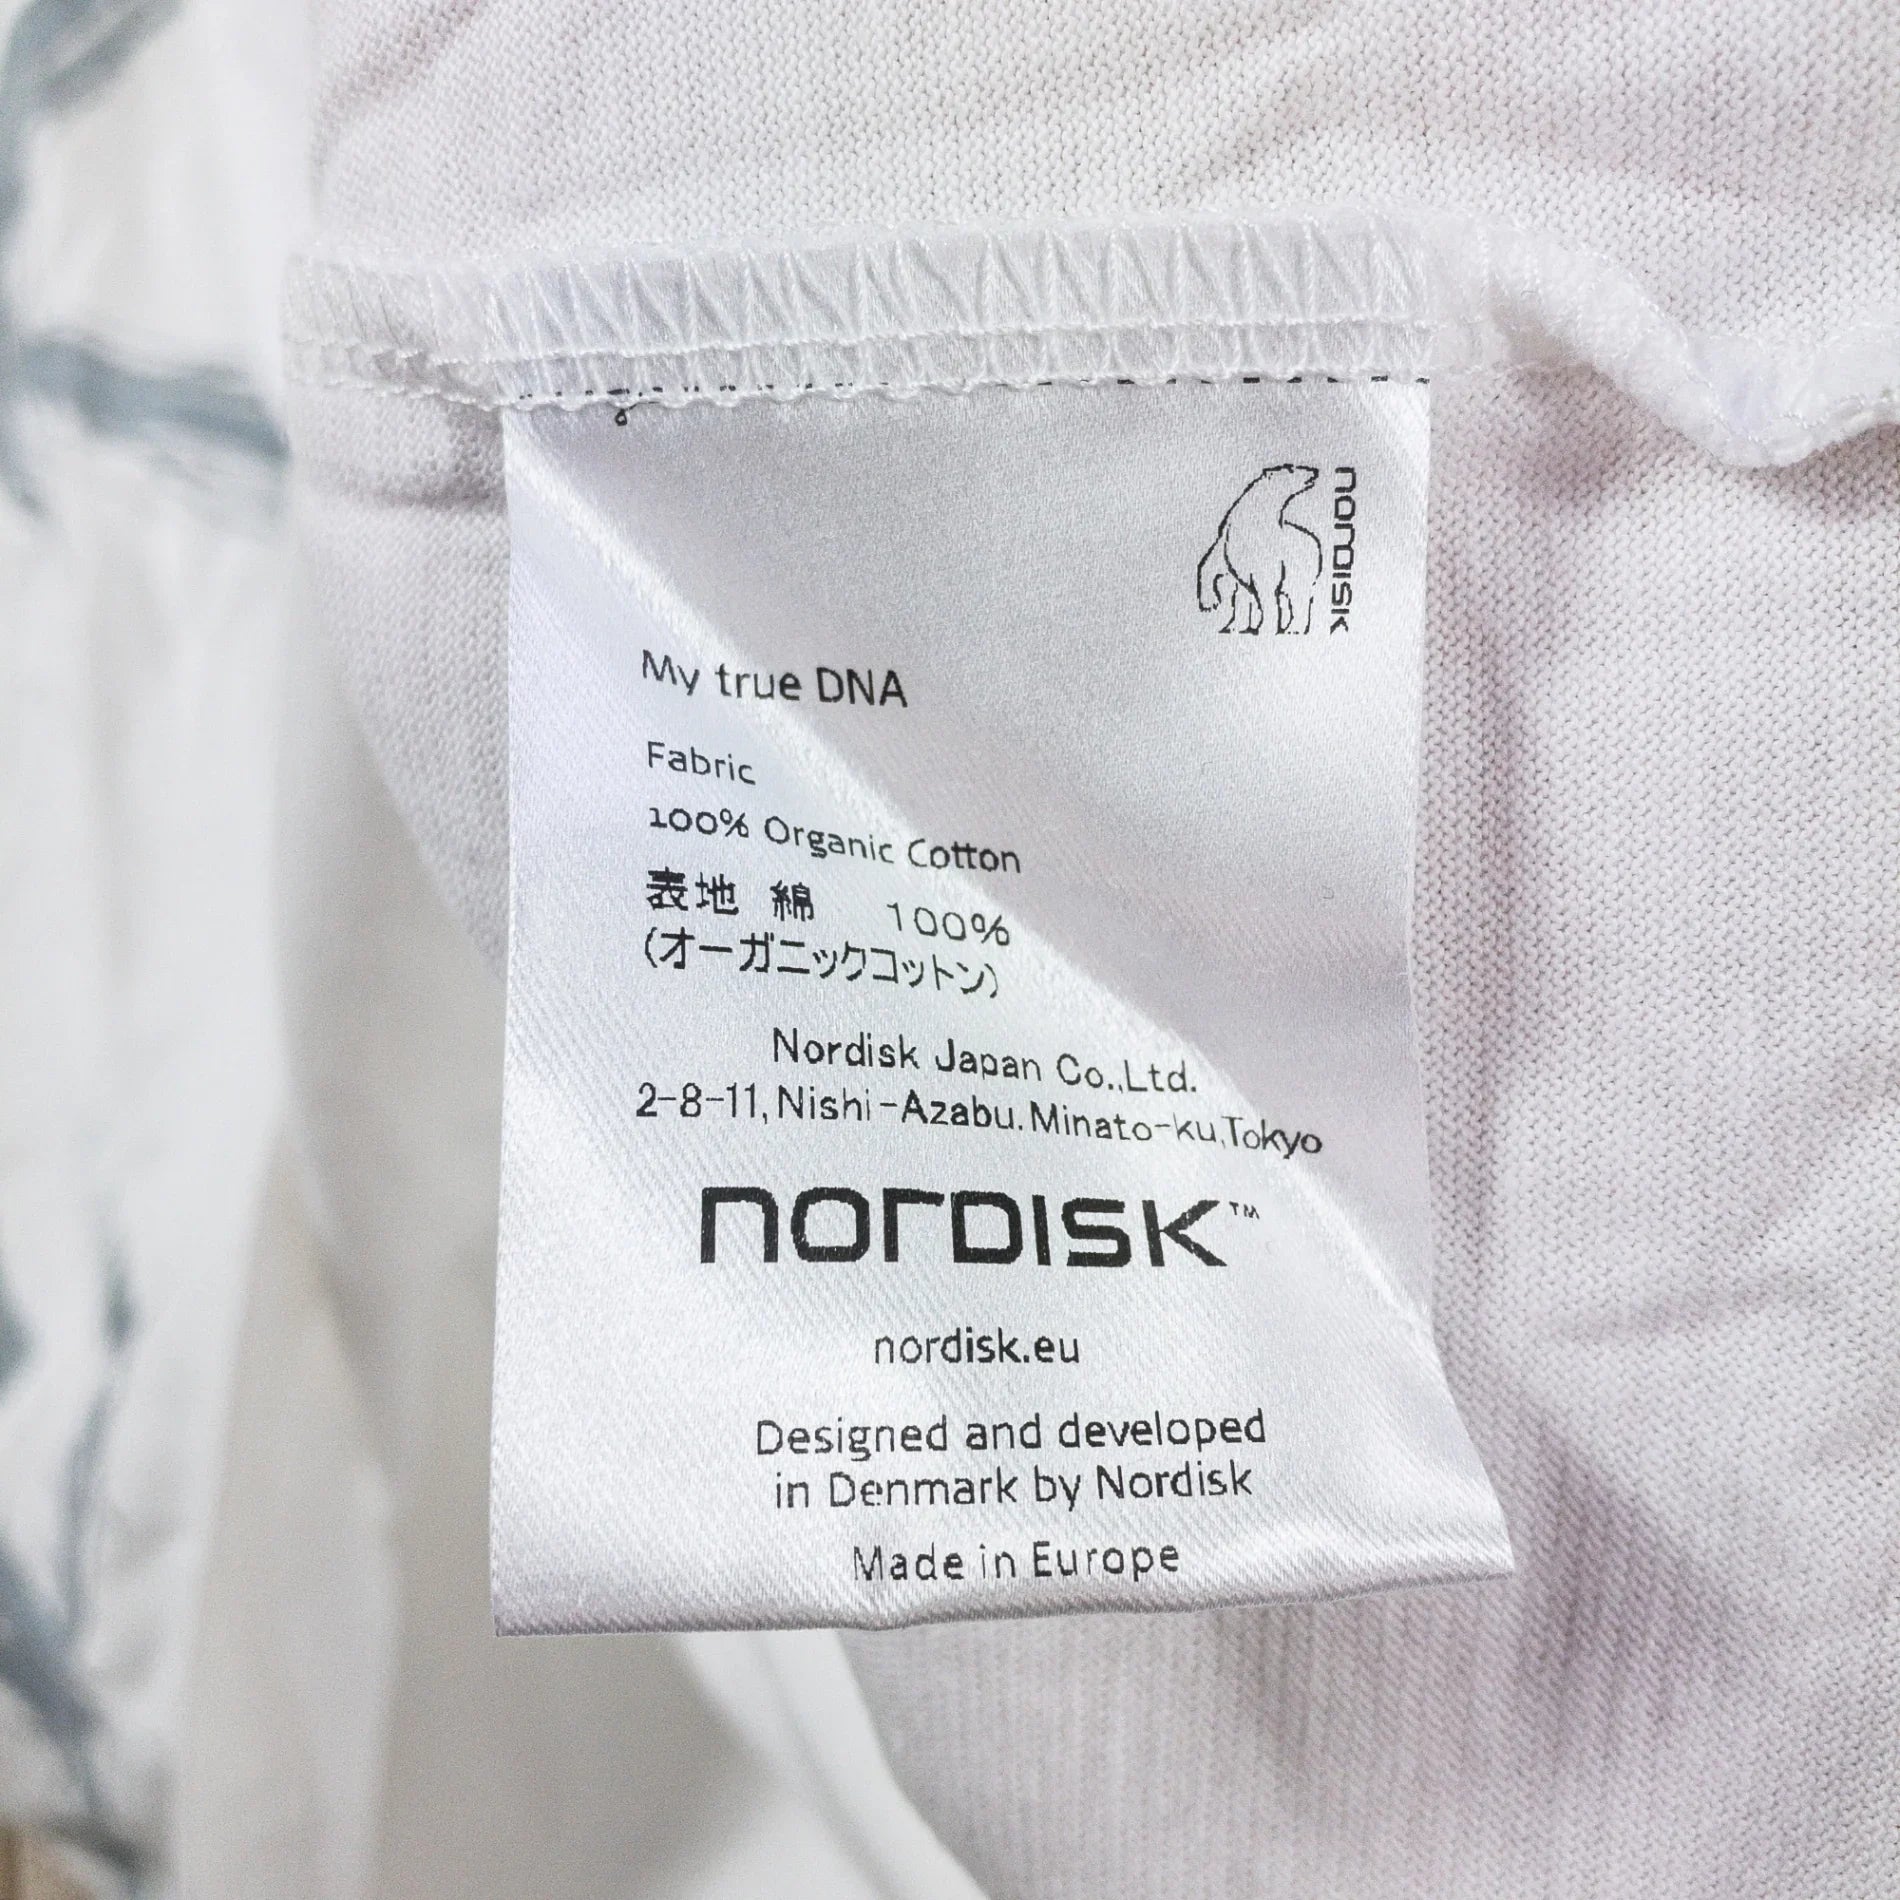 NORDISK
My true DNA
Fabric
100% Organic Cotton
表地 綿 100%
(オーガニックコットン)
Nordisk Japan Co.,Ltd.
2-8-11, Nishi-Azabu.Minato-ku,Tokyo
NORDISK™
nordisk.eu
Designed and developed
in Denmark by Nordisk
Made in Europe